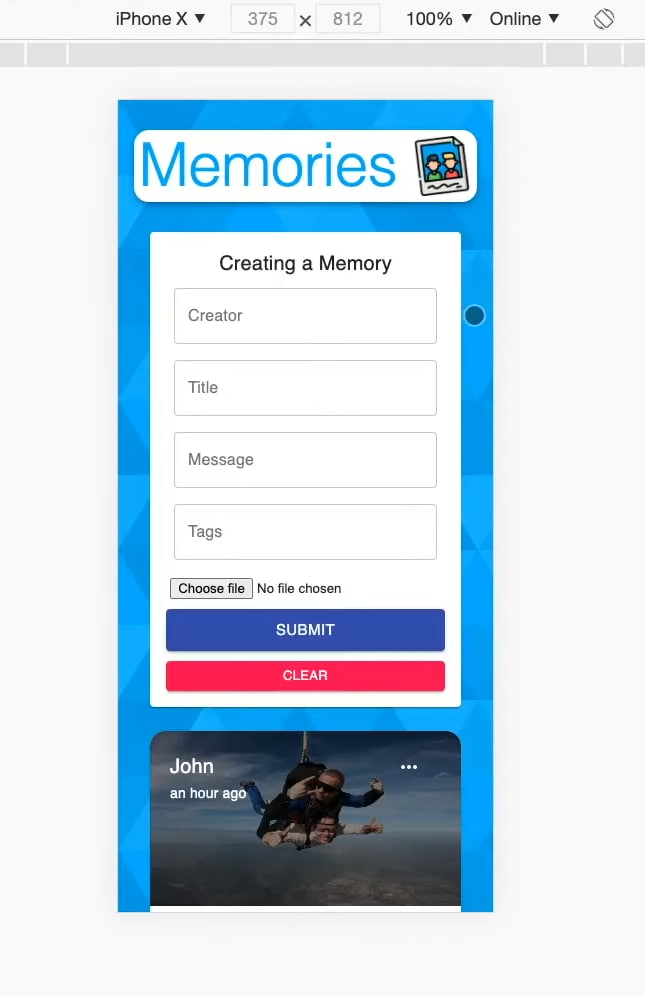 iPhone X ▼ 375 × 812 100% ▼ Online ▼
Memories
Creating a Memory
Creator
Title
Message
Tags
Choose file No file chosen
SUBMIT
CLEAR
John •••
an hour ago